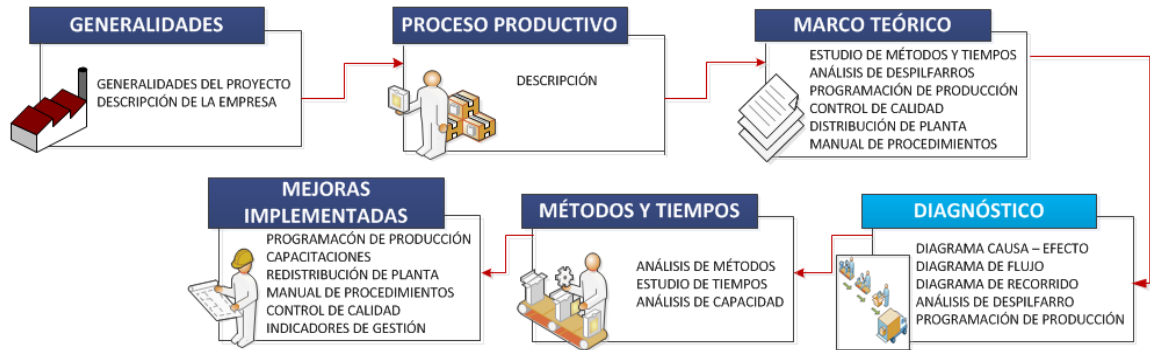 GENERALIDADES
GENERALIDADES DEL PROYECTO
DESCRIPCIÓN DE LA EMPRESA
PROCESO PRODUCTIVO
DESCRIPCIÓN
MARCO TEÓRICO
ESTUDIO DE MÉTODOS Y TIEMPOS
ANÁLISIS DE DESPILFARROS
PROGRAMACIÓN DE PRODUCCIÓN
CONTROL DE CALIDAD
DISTRIBUCIÓN DE PLANTA
MANUAL DE PROCEDIMIENTOS
DIAGNÓSTICO
DIAGRAMA CAUSA – EFECTO
DIAGRAMA DE FLUJO
DIAGRAMA DE RECORRIDO
ANÁLISIS DE DESPILFARRO
PROGRAMACIÓN DE PRODUCCIÓN
MÉTODOS Y TIEMPOS
ANÁLISIS DE MÉTODOS
ESTUDIO DE TIEMPOS
ANÁLISIS DE CAPACIDAD
MEJORAS
IMPLEMENTADAS
PROGRAMACÓN DE PRODUCCIÓN
CAPACITACIONES
REDISTRIBUCIÓN DE PLANTA
MANUAL DE PROCEDIMIENTOS
CONTROL DE CALIDAD
INDICADORES DE GESTIÓN